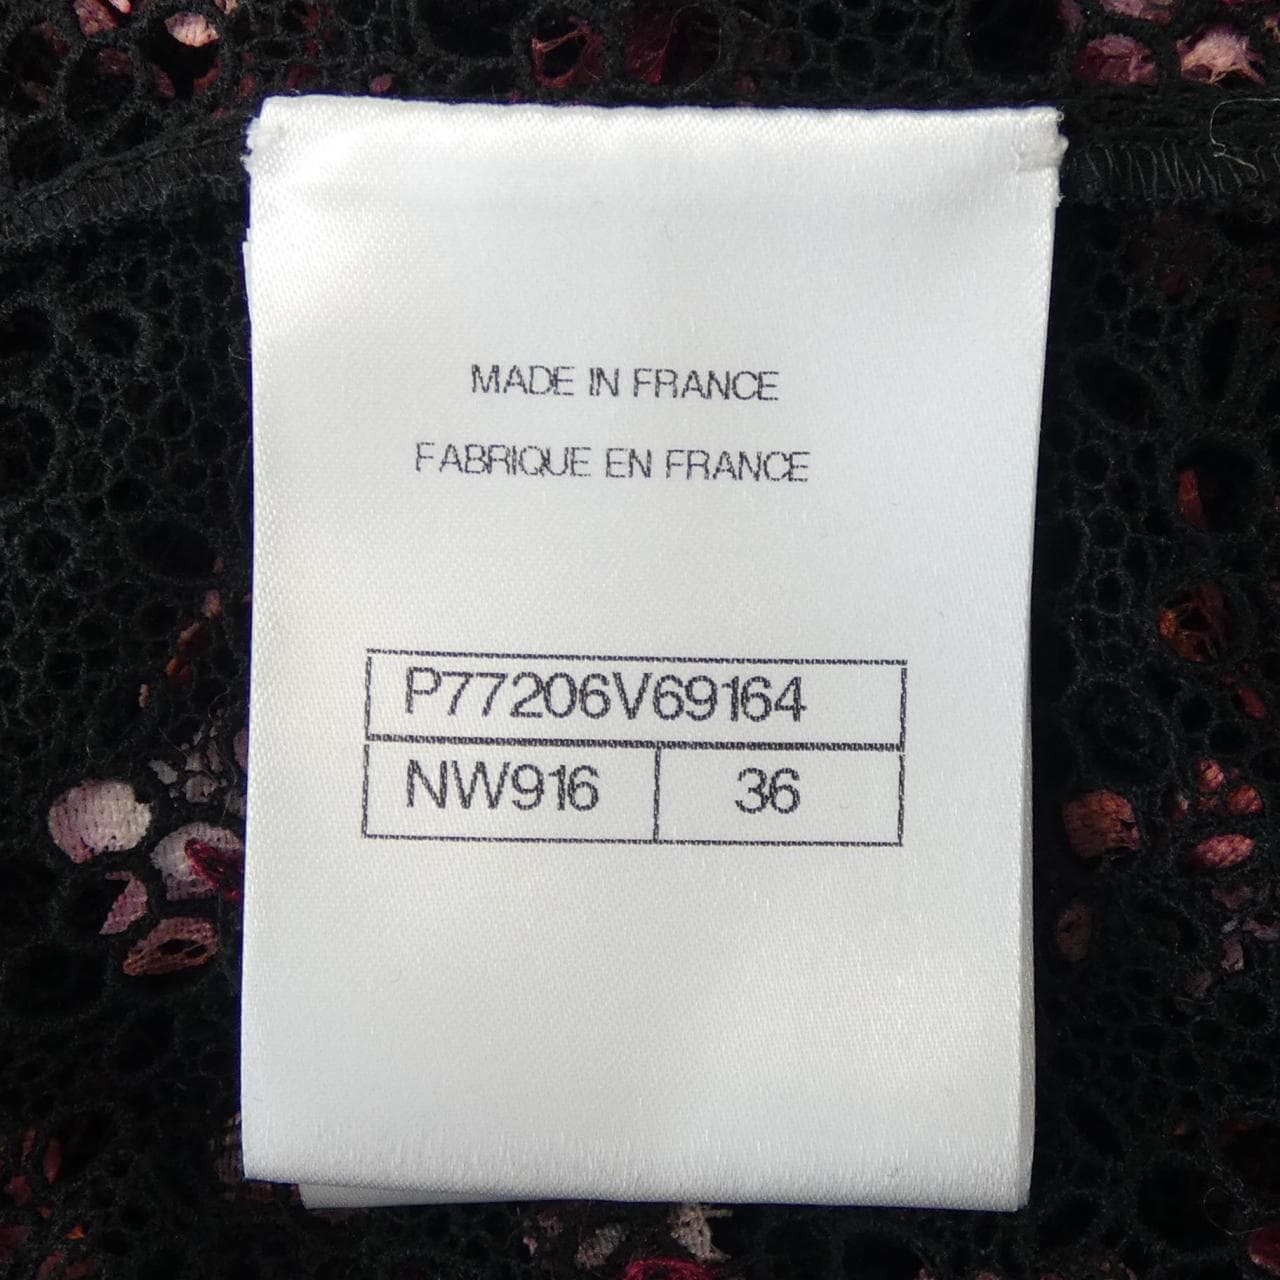 MADE IN FRANCE
FABRIQUE EN FRANCE
P77206V69164
NW916 36